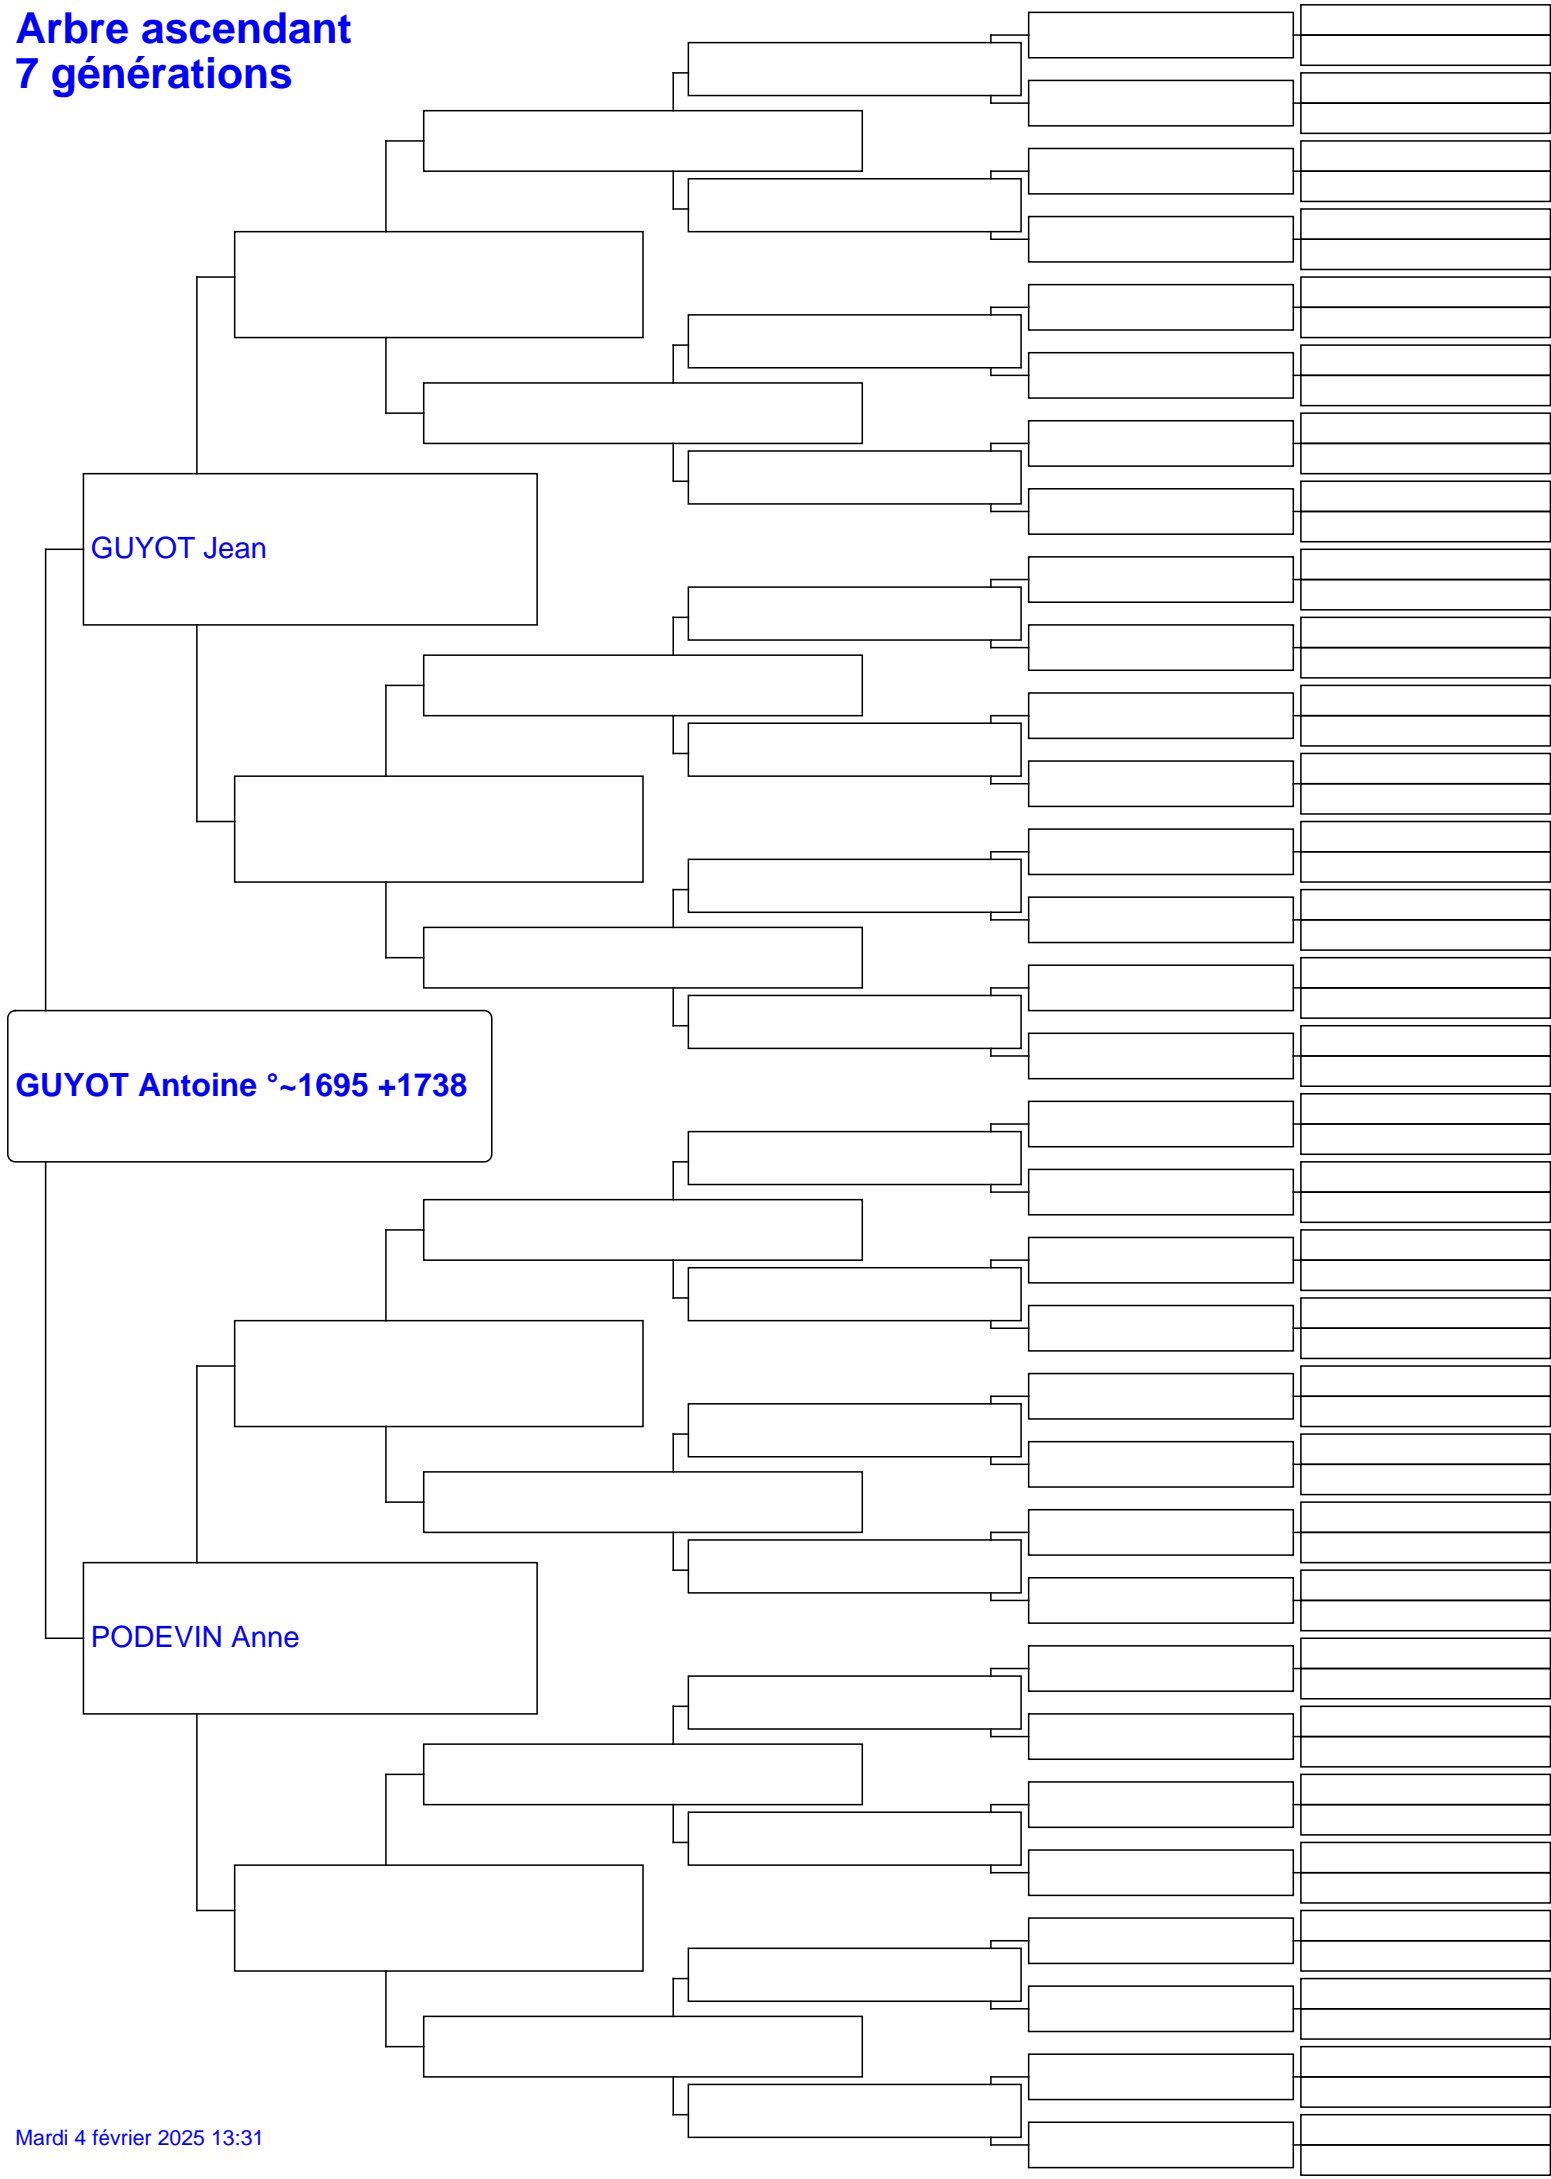 Arbre ascendant
7 générations
GUYOT Jean
GUYOT Antoine °~1695 +1738
PODEVIN Anne
Mardi 4 février 2025 13:31